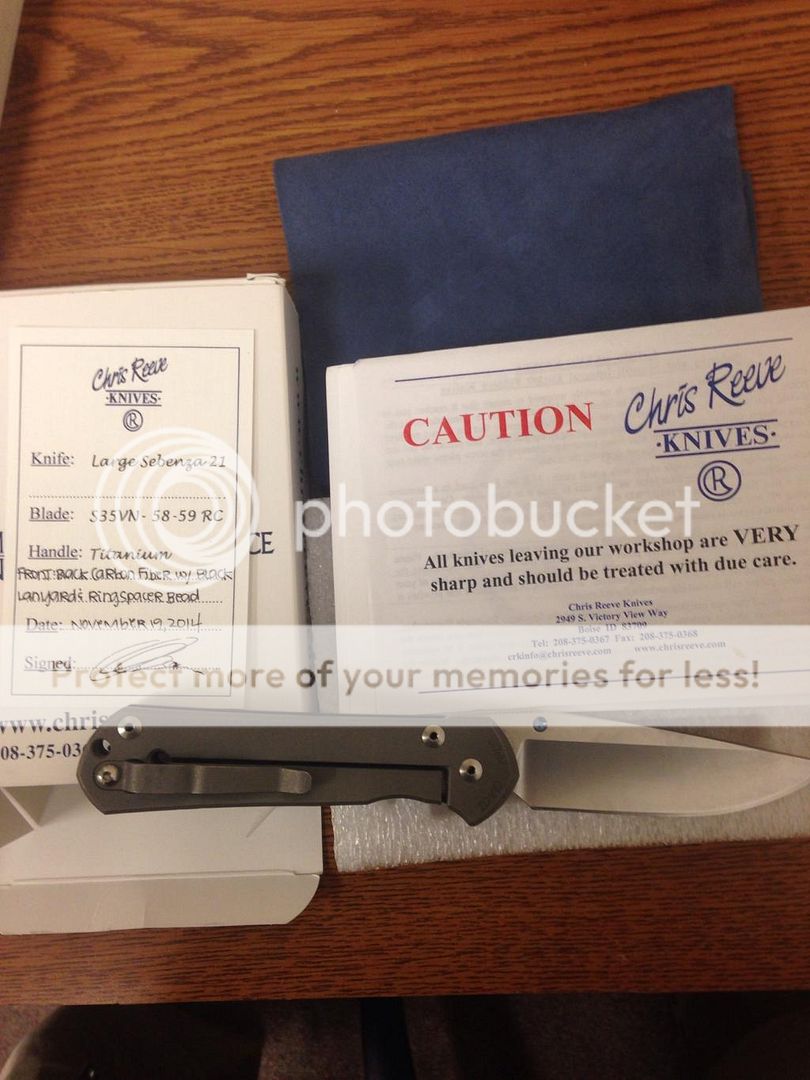 Chris Reeve
·KNIVES·
®
Knife: Large Sebenza 21
Blade: S35VN - 58-59 RC
Handle: Titanium
Front: Back Carbon Fiber w/ Black
Lanyard: Ring spacer Bead
Date: November 19, 2014
Signed:
CE
www.chris
208-375-03
CAUTION
Chris Reeve
·KNIVES·
®
All knives leaving our workshop are VERY
sharp and should be treated with due care.
Chris Reeve Knives
2949 S. Victory View Way
Boise ID 83709
Tel: 208-375-0367 Fax: 208-375-0368
crkinfo@chrisreeve.com www.chrisreeve.com
photobucket
Protect more of your memories for less!